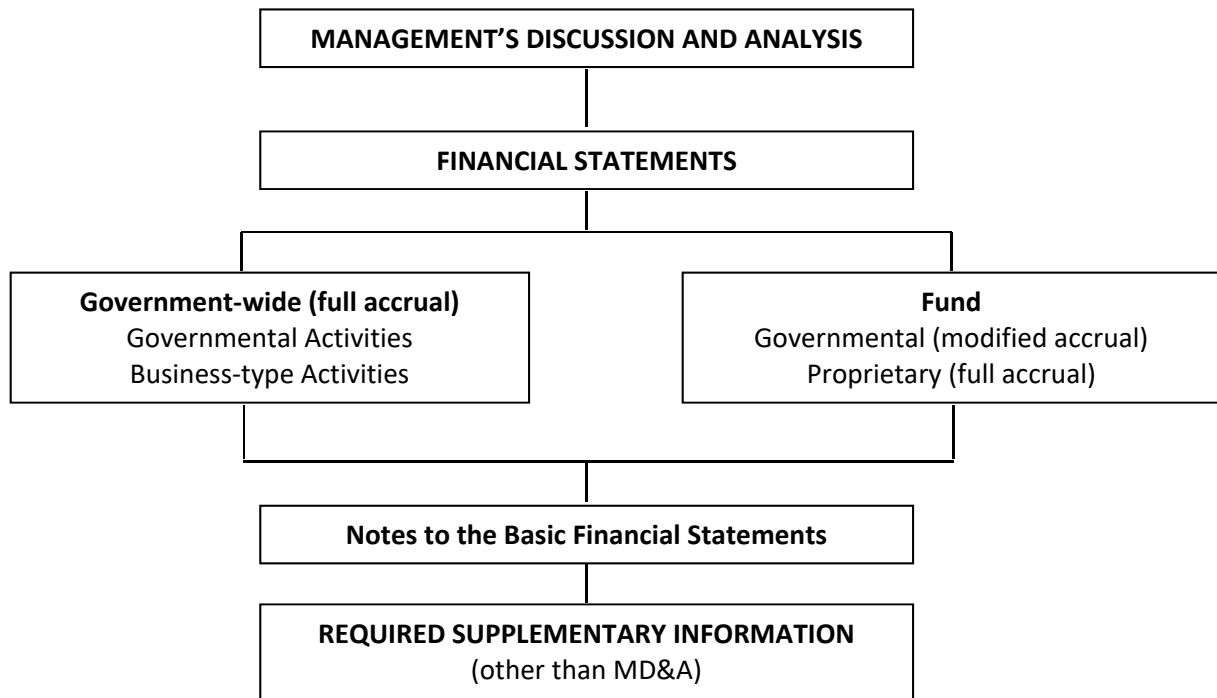 MANAGEMENT’S DISCUSSION AND ANALYSIS
FINANCIAL STATEMENTS
Government-wide (full accrual)
Governmental Activities
Business-type Activities
Fund
Governmental (modified accrual)
Proprietary (full accrual)
Notes to the Basic Financial Statements
REQUIRED SUPPLEMENTARY INFORMATION
(other than MD&A)